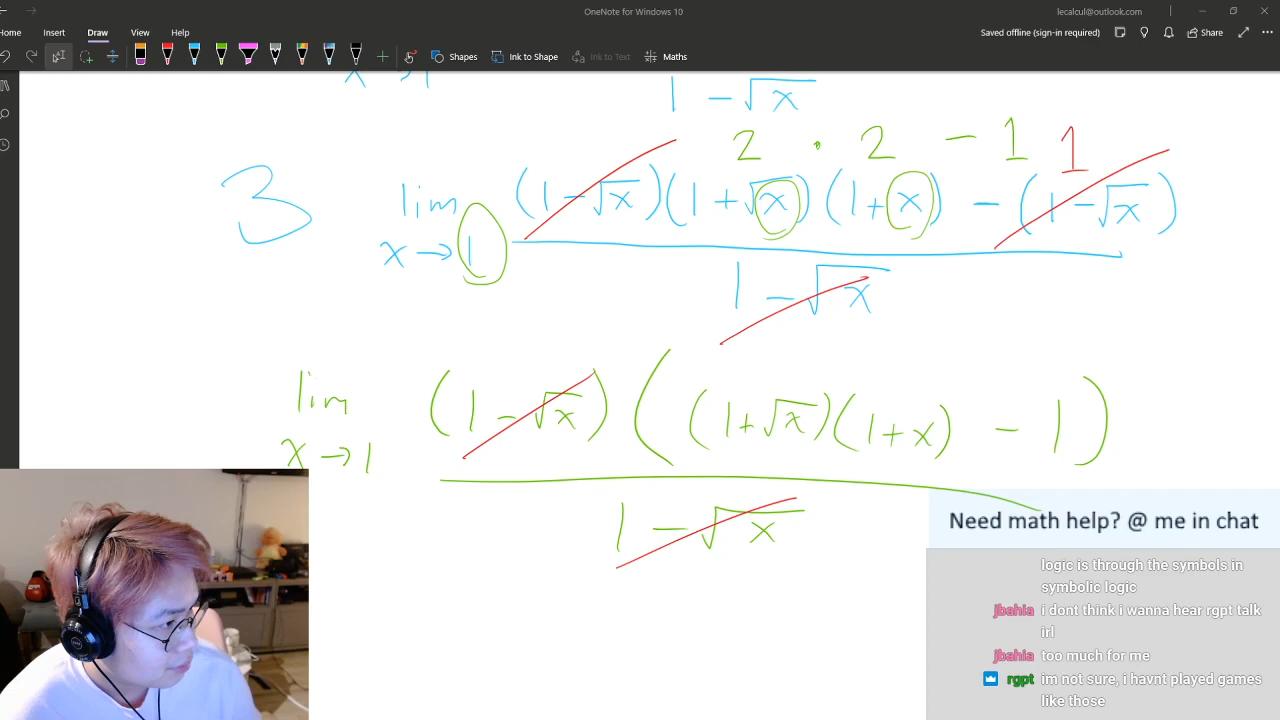 OneNote for Windows 10
lecalcul@outlook.com
Home Insert Draw View Help
Saved offline (sign-in required) Share
Shapes Ink to Shape Ink to Text Maths
x → 1
1 - √x
2 · 2 - 1 1
3 lim (1 - √x)(1 + √x)(1 + x) - (1 - √x)
x → 1
1 - √x
lim (1 - √x)((1 + √x)(1 + x) - 1)
x → 1
1 - √x
Need math help? @ me in chat
logic is through the symbols in
symbolic logic
jbahia i dont think i wanna hear rgpt talk
irl
jbahia too much for me
rgpt im not sure, i havnt played games
like those